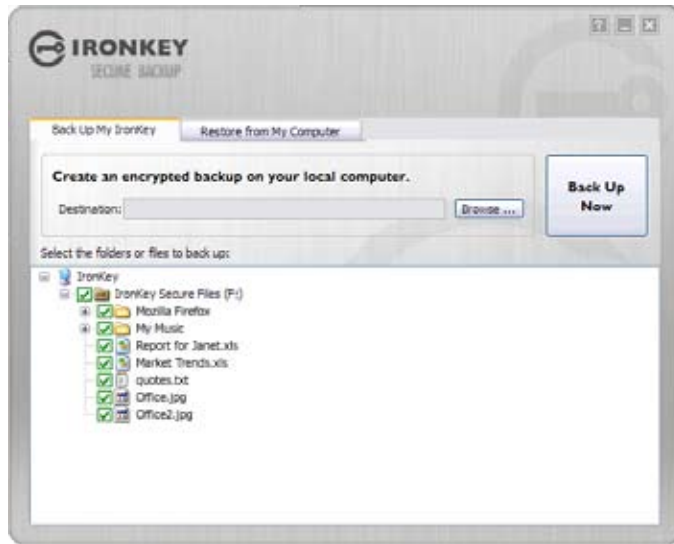 IRONKEY
SECURE BACKUP
Back Up My IronKey
Restore from My Computer
Create an encrypted backup on your local computer.
Destination:
Browse ...
Back Up
Now
Select the folders or files to back up:
IronKey
IronKey Secure Files (F:)
Mozilla Firefox
My Music
Report for Janet.xls
Market Trends.xls
quotes.txt
Office.jpg
Office2.jpg